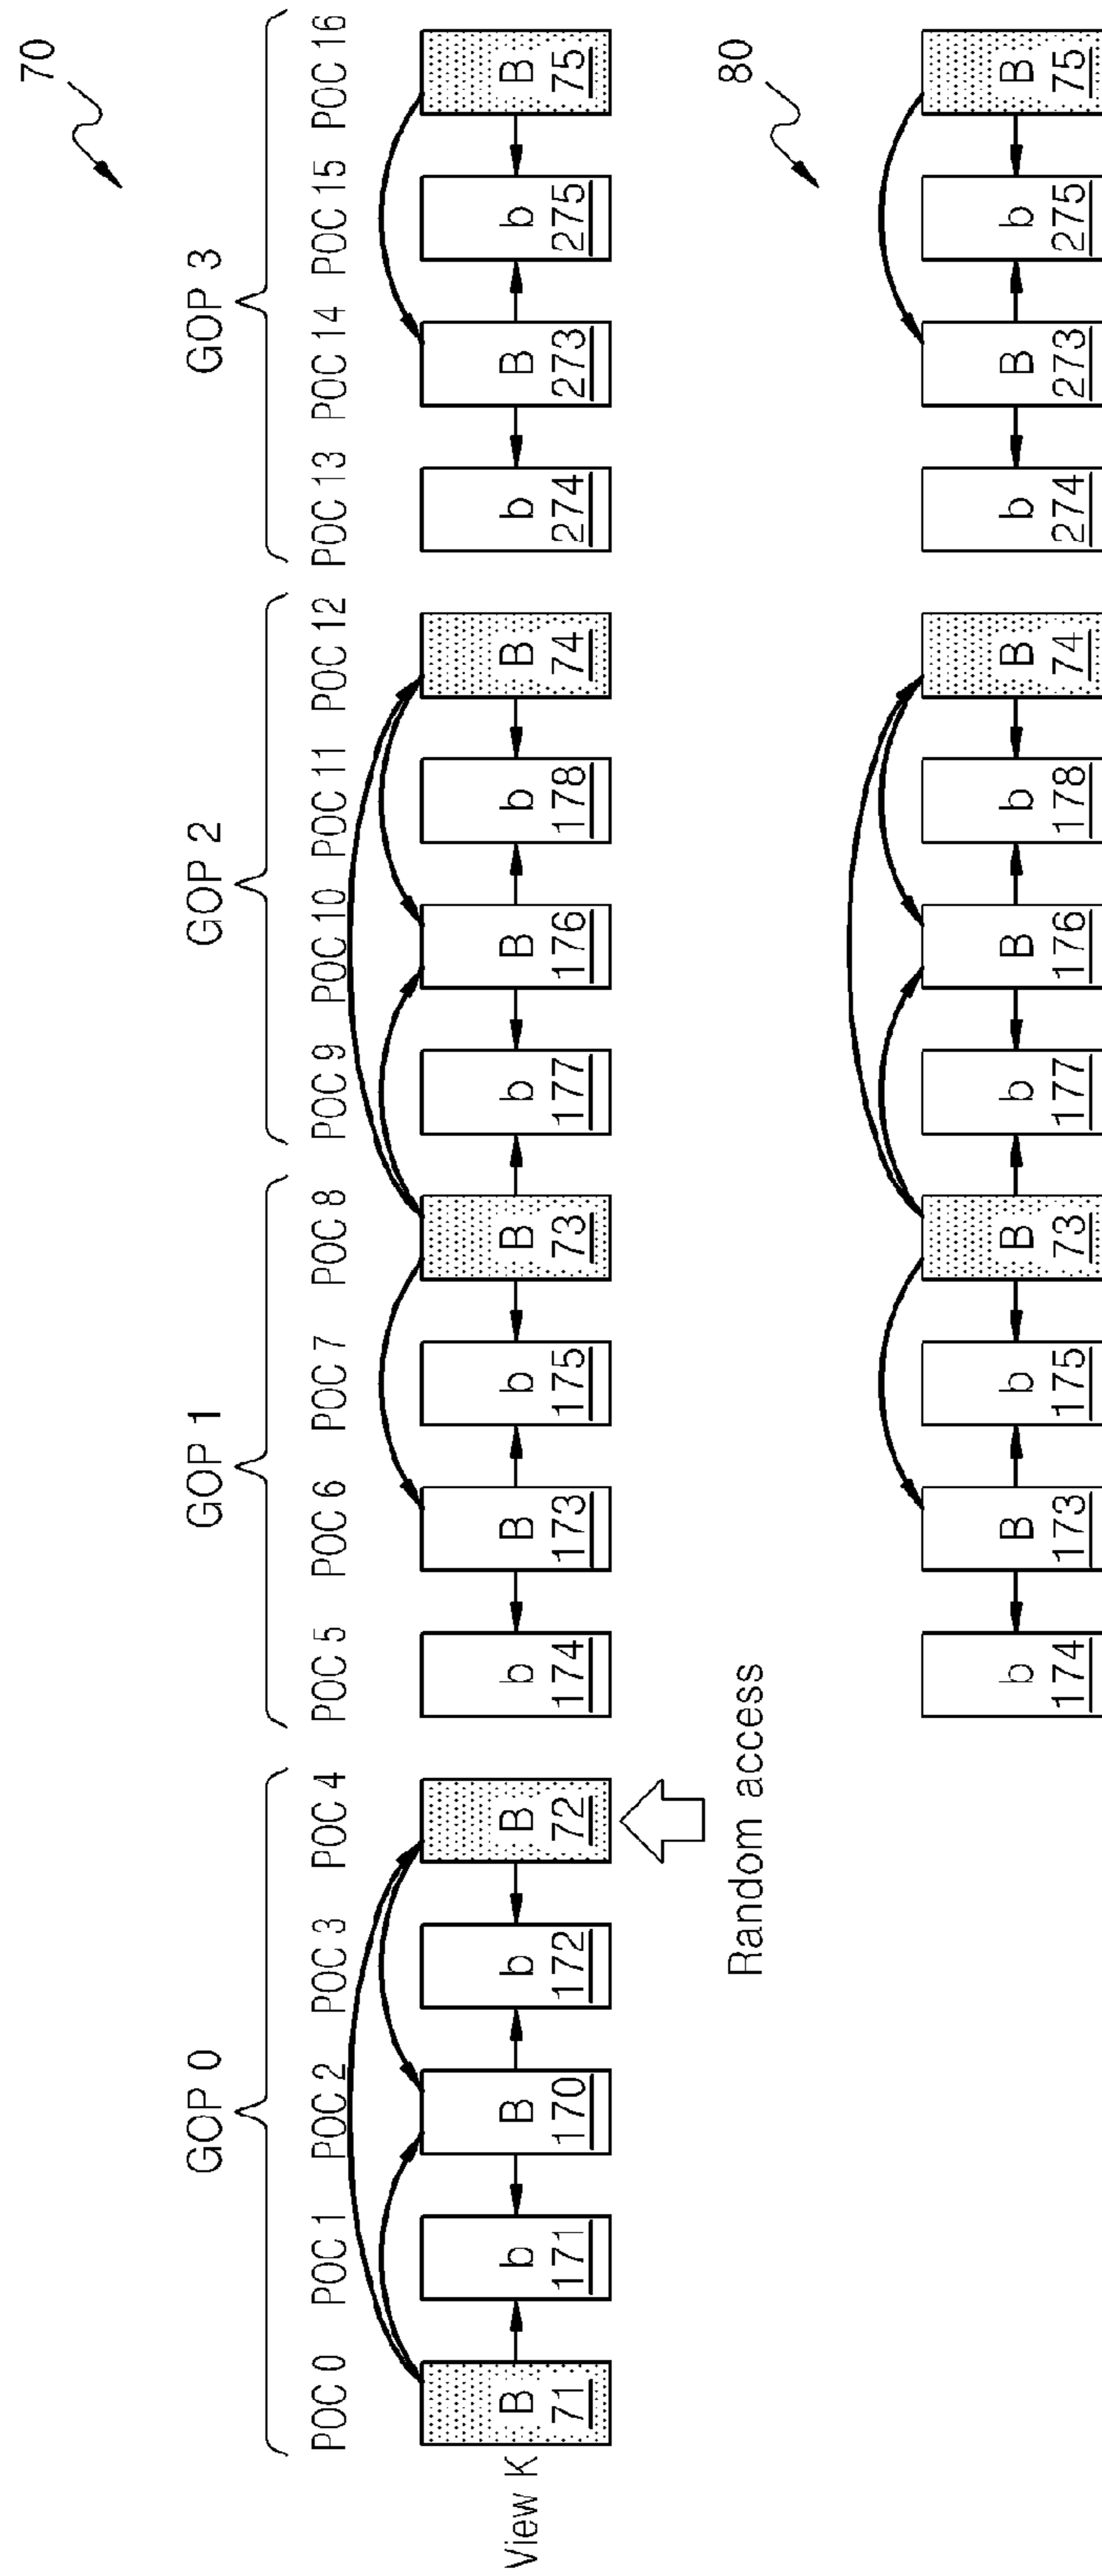 70
GOP 0
GOP 1
GOP 2
GOP 3
POC 0
POC 1
POC 2
POC 3
POC 4
POC 5
POC 6
POC 7
POC 8
POC 9
POC 10
POC 11
POC 12
POC 13
POC 14
POC 15
POC 16
View K
B
71
b
171
B
170
b
172
B
72
b
174
B
173
b
175
B
73
b
177
B
176
b
178
B
74
b
274
B
273
b
275
B
75
Random access
80
b
174
B
173
b
175
B
73
b
177
B
176
b
178
B
74
b
274
B
273
b
275
B
75